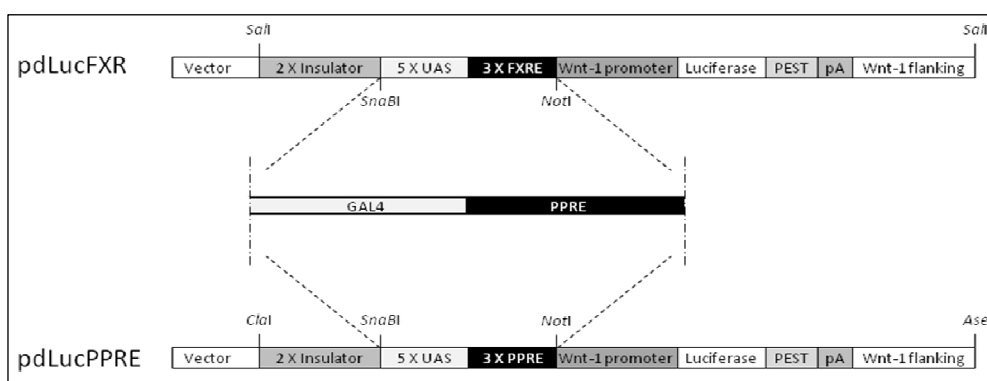 SalI SalI
pdLucFXR Vector 2 X Insulator 5 X UAS 3 X FXRE Wnt-1 promoter Luciferase PEST pA Wnt-1 flanking
SnaBI NotI
GAL4 PPRE
ClaI SnaBI NotI Ase
pdLucPPRE Vector 2 X Insulator 5 X UAS 3 X PPRE Wnt-1 promoter Luciferase PEST pA Wnt-1 flanking